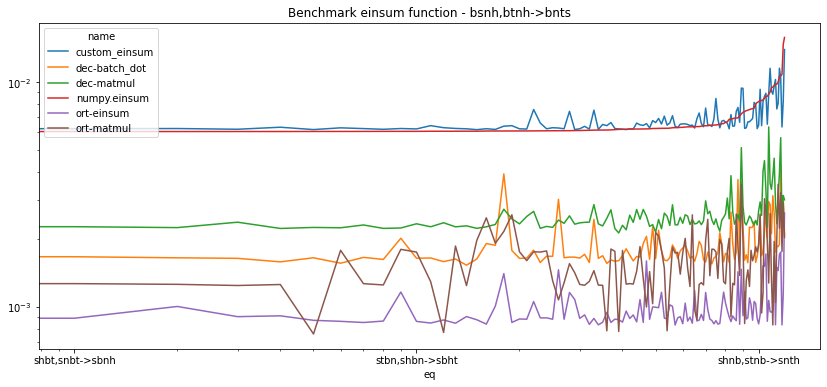 Benchmark einsum function - bsnh,btnh->bnts
name
custom_einsum
dec-batch_dot
dec-matmul
numpy.einsum
ort-einsum
ort-matmul
10⁻²
10⁻³
shbt,snbt->sbnh
stbn,shbn->sbht
shnb,stnb->snth
eq